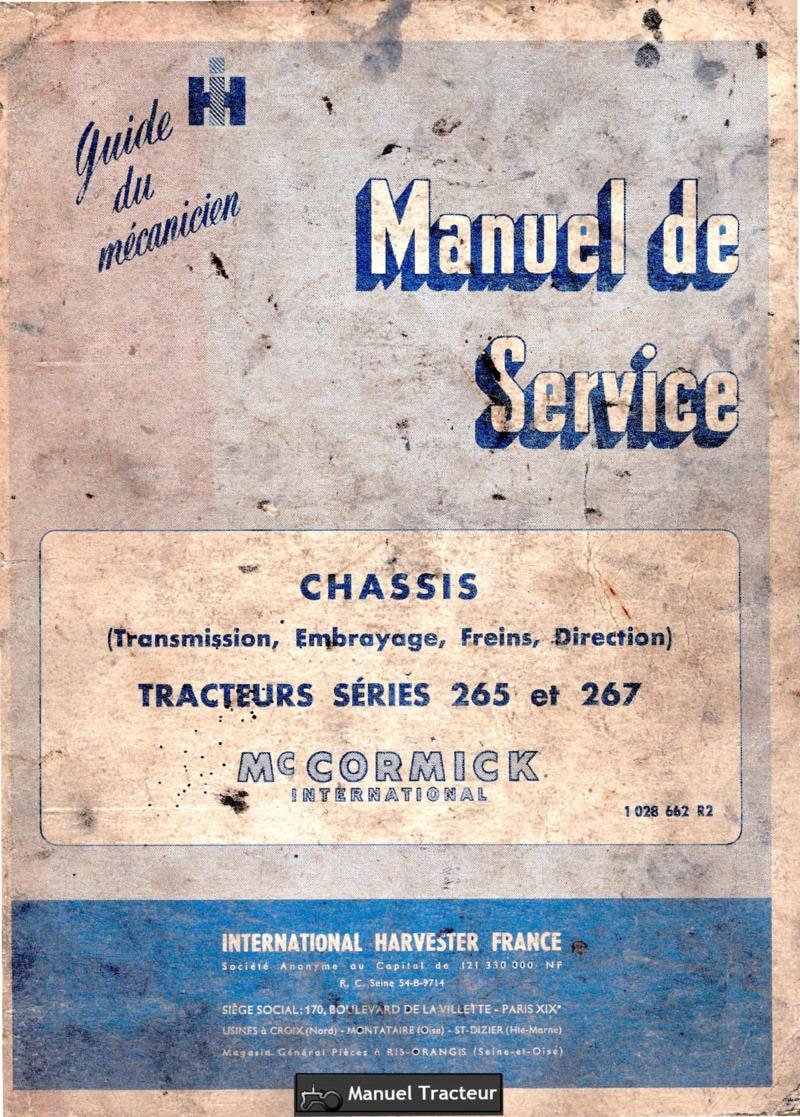 IH
Guide
du
mécanicien
Manuel de
Service
CHASSIS
(Transmission, Embrayage, Freins, Direction)
TRACTEURS SÉRIES 265 et 267
MCCORMICK
INTERNATIONAL
1 028 662 R2
INTERNATIONAL HARVESTER FRANCE
Société Anonyme au Capital de 121 330 000 NF
R. C. Seine 54-B-9714
SIÈGE SOCIAL : 170, BOULEVARD DE LA VILLETTE - PARIS XIXe
USINES à CROIX (Nord) - MONTATAIRE (Oise) - ST-DIZIER (Hte-Marne)
Magasin Général Pièces à RIS-ORANGIS (Seine-et-Oise)
Manuel Tracteur